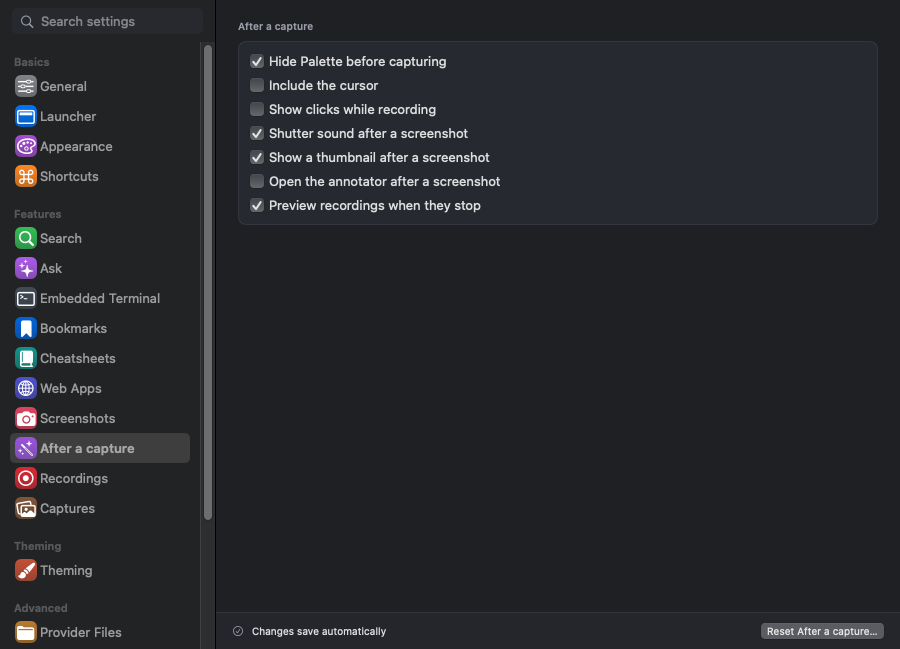 Search settings
Basics
General
Launcher
Appearance
Shortcuts
Features
Search
Ask
Embedded Terminal
Bookmarks
Cheatsheets
Web Apps
Screenshots
After a capture
Recordings
Captures
Theming
Theming
Advanced
Provider Files
After a capture
Hide Palette before capturing
Include the cursor
Show clicks while recording
Shutter sound after a screenshot
Show a thumbnail after a screenshot
Open the annotator after a screenshot
Preview recordings when they stop
Changes save automatically
Reset After a capture...